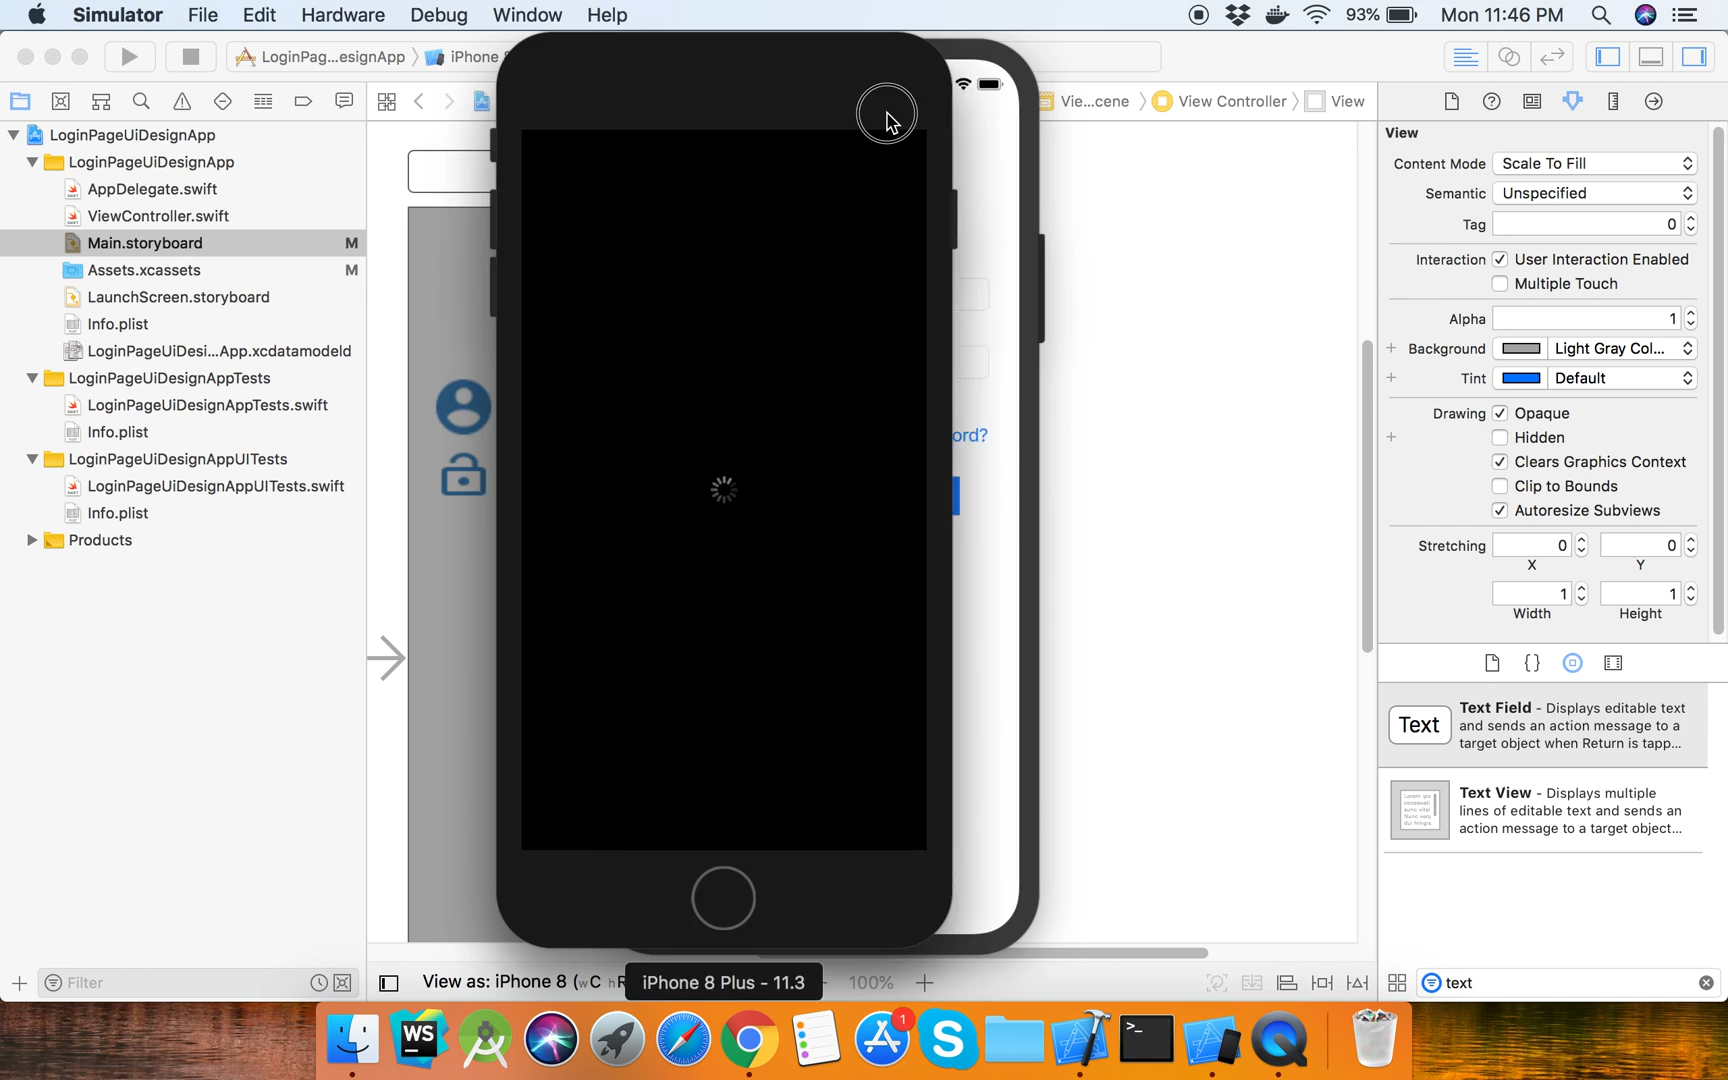 Simulator File Edit Hardware Debug Window Help 93% Mon 11:46 PM
LoginPag...esignApp iPhone
Vie...cene View Controller View
LoginPageUiDesignApp
LoginPageUiDesignApp
AppDelegate.swift
ViewController.swift
Main.storyboard M
Assets.xcassets M
LaunchScreen.storyboard
Info.plist
LoginPageUiDesi...App.xcdatamodeld
LoginPageUiDesignAppTests
LoginPageUiDesignAppTests.swift
Info.plist
LoginPageUiDesignAppUITests
LoginPageUiDesignAppUITests.swift
Info.plist
Products
Filter
ord?
View as: iPhone 8 (wC hR
iPhone 8 Plus - 11.3
100%
View
Content Mode Scale To Fill
Semantic Unspecified
Tag 0
Interaction User Interaction Enabled
Multiple Touch
Alpha 1
Background Light Gray Col...
Tint Default
Drawing Opaque
Hidden
Clears Graphics Context
Clip to Bounds
Autoresize Subviews
Stretching 0 0
X Y
1 1
Width Height
Text
Text Field - Displays editable text
and sends an action message to a
target object when Return is tapp...
Text View - Displays multiple
lines of editable text and sends an
action message to a target object...
text
WS
1